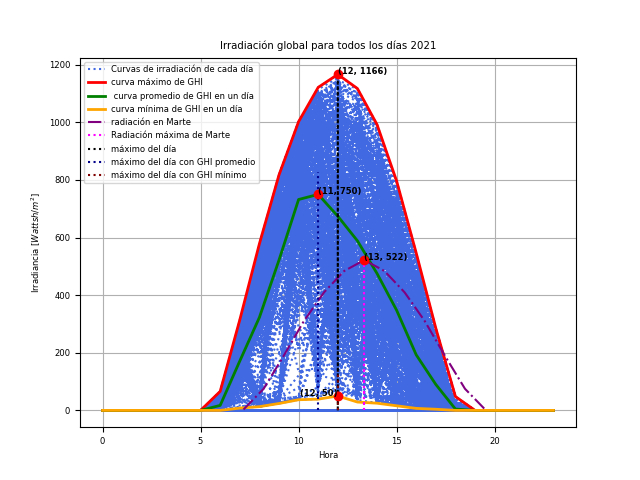 Irradiación global para todos los días 2021
Curvas de irradiación de cada día
curva máximo de GHI
curva promedio de GHI en un día
curva mínima de GHI en un día
radiación en Marte
Radiación máxima de Marte
máximo del día
máximo del día con GHI promedio
máximo del día con GHI mínimo
(12, 1166)
(11, 750)
(13, 522)
(12, 50)
1200
1000
800
600
400
200
0
Irradiancia [Wattsh/m²]
0 5 10 15 20
Hora